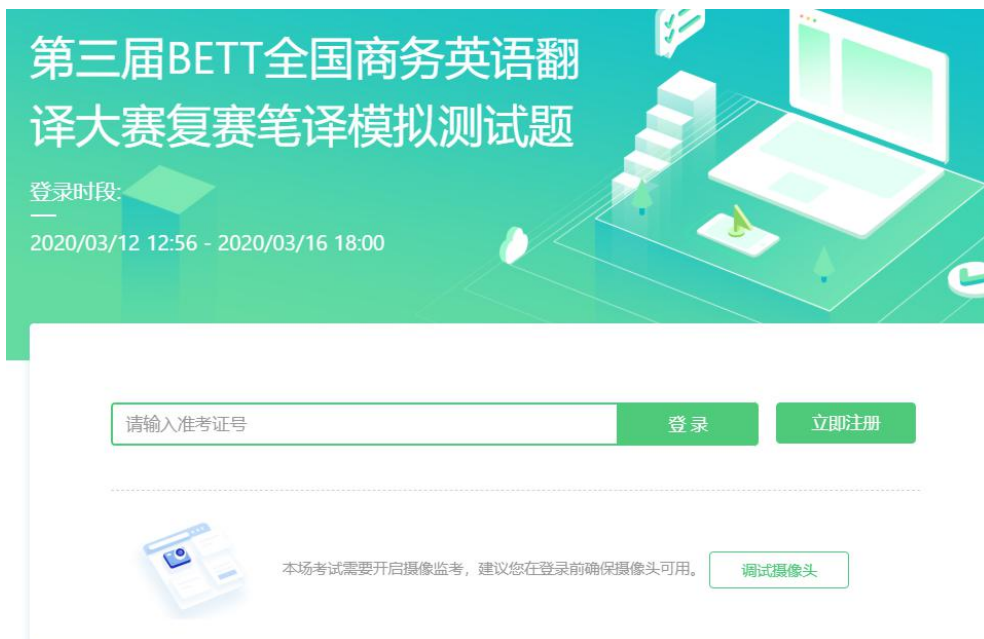 第三届BETT全国商务英语翻
译大赛复赛笔译模拟测试题
登录时段:
2020/03/12 12:56 - 2020/03/16 18:00
请输入准考证号
登 录
立即注册
本场考试需要开启摄像监考，建议您在登录前确保摄像头可用。
调试摄像头